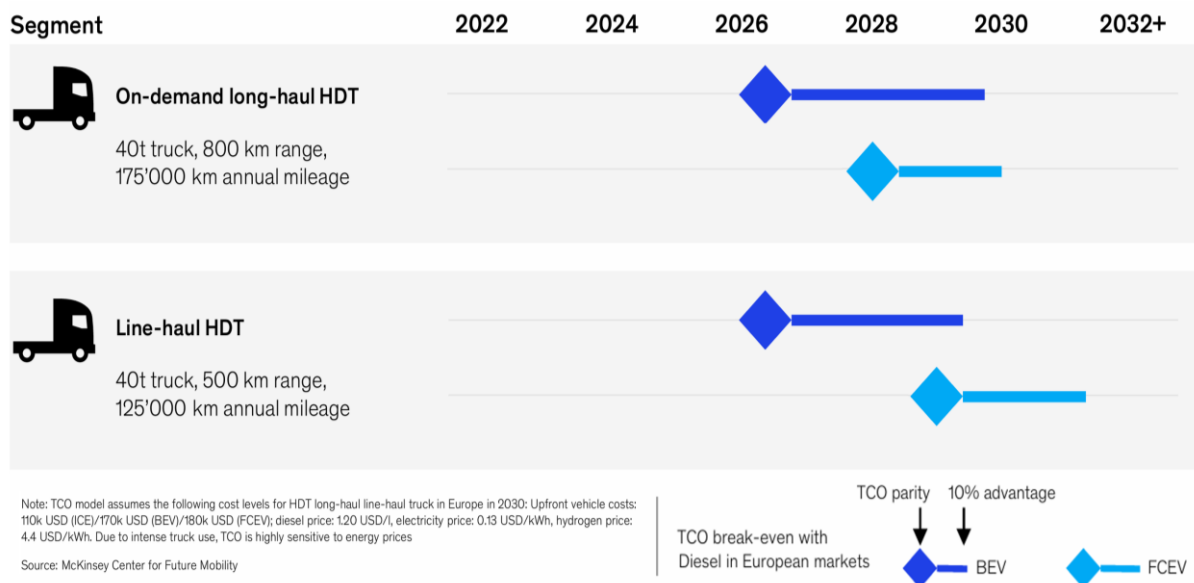 Segment 2022 2024 2026 2028 2030 2032+
On-demand long-haul HDT
40t truck, 800 km range,
175'000 km annual mileage
Line-haul HDT
40t truck, 500 km range,
125'000 km annual mileage
Note: TCO model assumes the following cost levels for HDT long-haul line-haul truck in Europe in 2030: Upfront vehicle costs:
110k USD (ICE)/170k USD (BEV)/180k USD (FCEV); diesel price: 1.20 USD/l, electricity price: 0.13 USD/kWh, hydrogen price:
4.4 USD/kWh. Due to intense truck use, TCO is highly sensitive to energy prices
Source: McKinsey Center for Future Mobility
TCO break-even with
Diesel in European markets
TCO parity 10% advantage
BEV FCEV